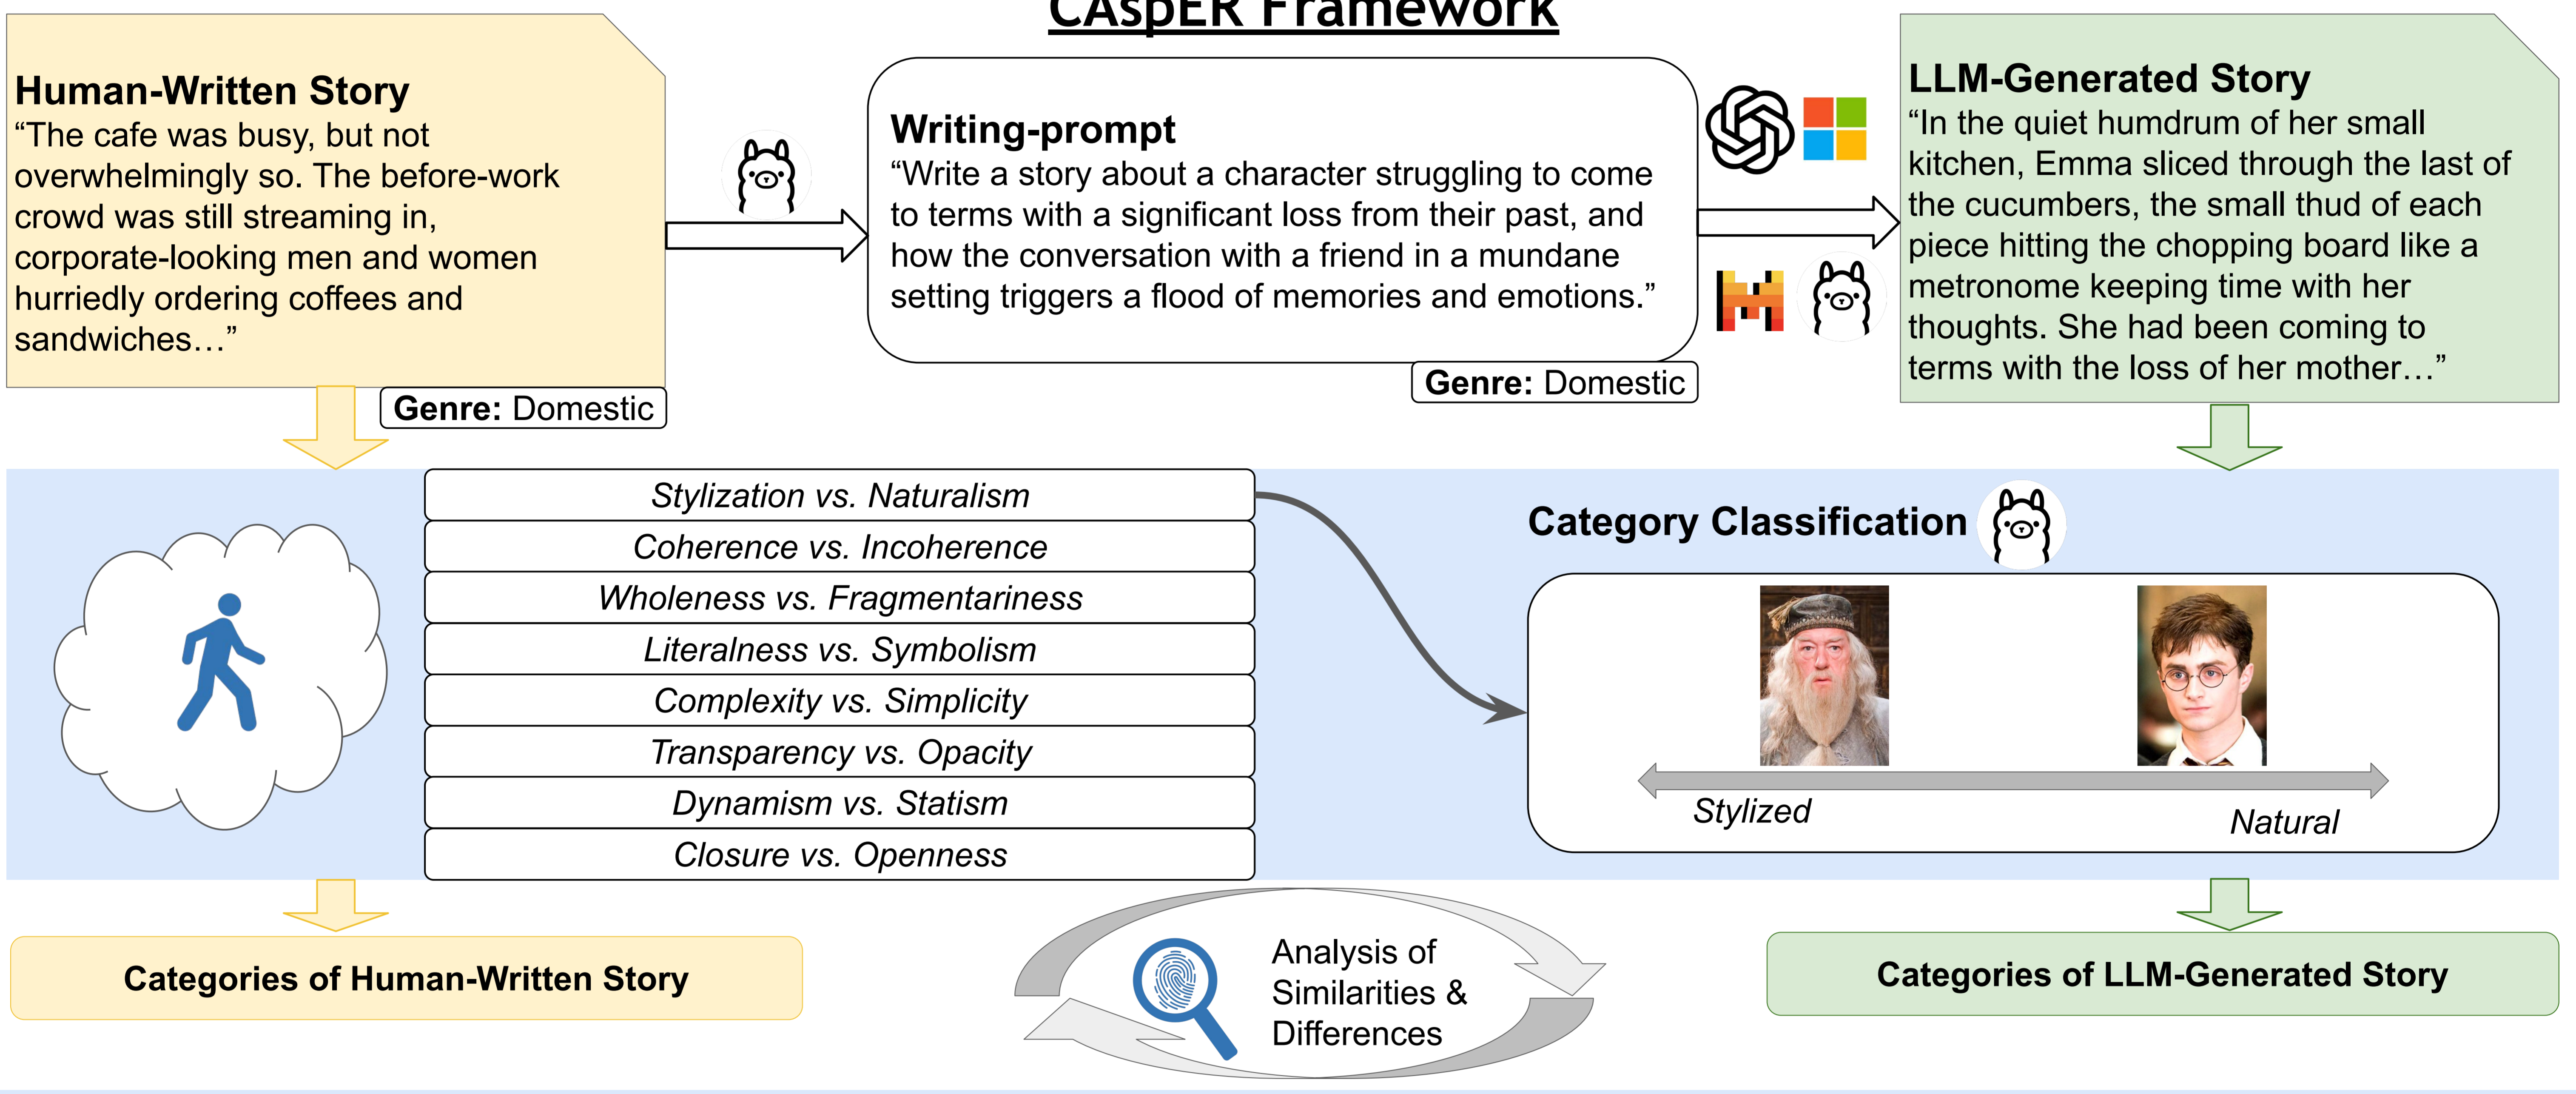 CAspER Framework
Human-Written Story
“The cafe was busy, but not
overwhelmingly so. The before-work
crowd was still streaming in,
corporate-looking men and women
hurriedly ordering coffees and
sandwiches…”
Genre: Domestic
Writing-prompt
“Write a story about a character struggling to come
to terms with a significant loss from their past, and
how the conversation with a friend in a mundane
setting triggers a flood of memories and emotions.”
Genre: Domestic
LLM-Generated Story
“In the quiet humdrum of her small
kitchen, Emma sliced through the last of
the cucumbers, the small thud of each
piece hitting the chopping board like a
metronome keeping time with her
thoughts. She had been coming to
terms with the loss of her mother…”
Stylization vs. Naturalism
Coherence vs. Incoherence
Wholeness vs. Fragmentariness
Literalness vs. Symbolism
Complexity vs. Simplicity
Transparency vs. Opacity
Dynamism vs. Statism
Closure vs. Openness
Category Classification
Stylized
Natural
Categories of Human-Written Story
Analysis of
Similarities &
Differences
Categories of LLM-Generated Story